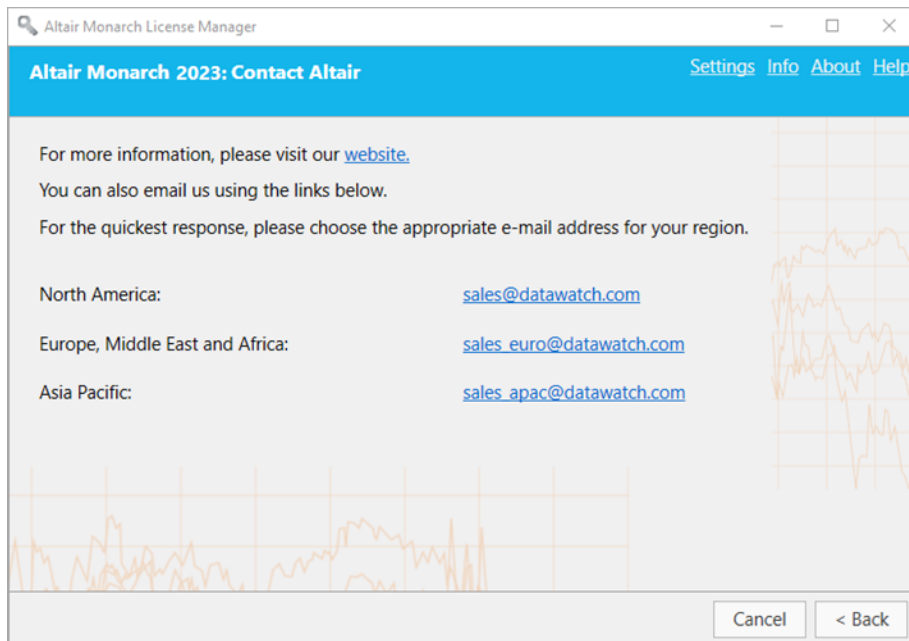 Altair Monarch License Manager
Altair Monarch 2023: Contact Altair
Settings Info About Help
For more information, please visit our website.
You can also email us using the links below.
For the quickest response, please choose the appropriate e-mail address for your region.
North America: sales@datawatch.com
Europe, Middle East and Africa: sales_euro@datawatch.com
Asia Pacific: sales_apac@datawatch.com
Cancel < Back